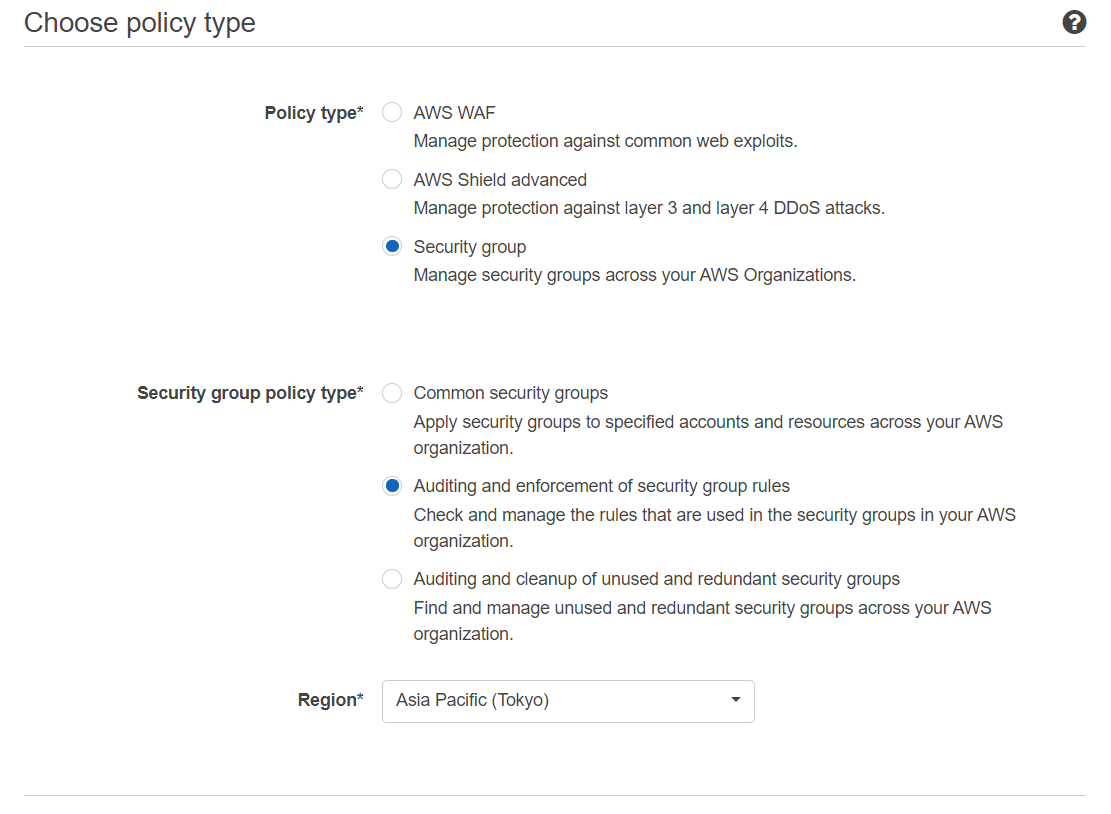 Choose policy type
Policy type* AWS WAF
Manage protection against common web exploits.
AWS Shield advanced
Manage protection against layer 3 and layer 4 DDoS attacks.
Security group
Manage security groups across your AWS Organizations.
Security group policy type* Common security groups
Apply security groups to specified accounts and resources across your AWS
organization.
Auditing and enforcement of security group rules
Check and manage the rules that are used in the security groups in your AWS
organization.
Auditing and cleanup of unused and redundant security groups
Find and manage unused and redundant security groups across your AWS
organization.
Region* Asia Pacific (Tokyo)